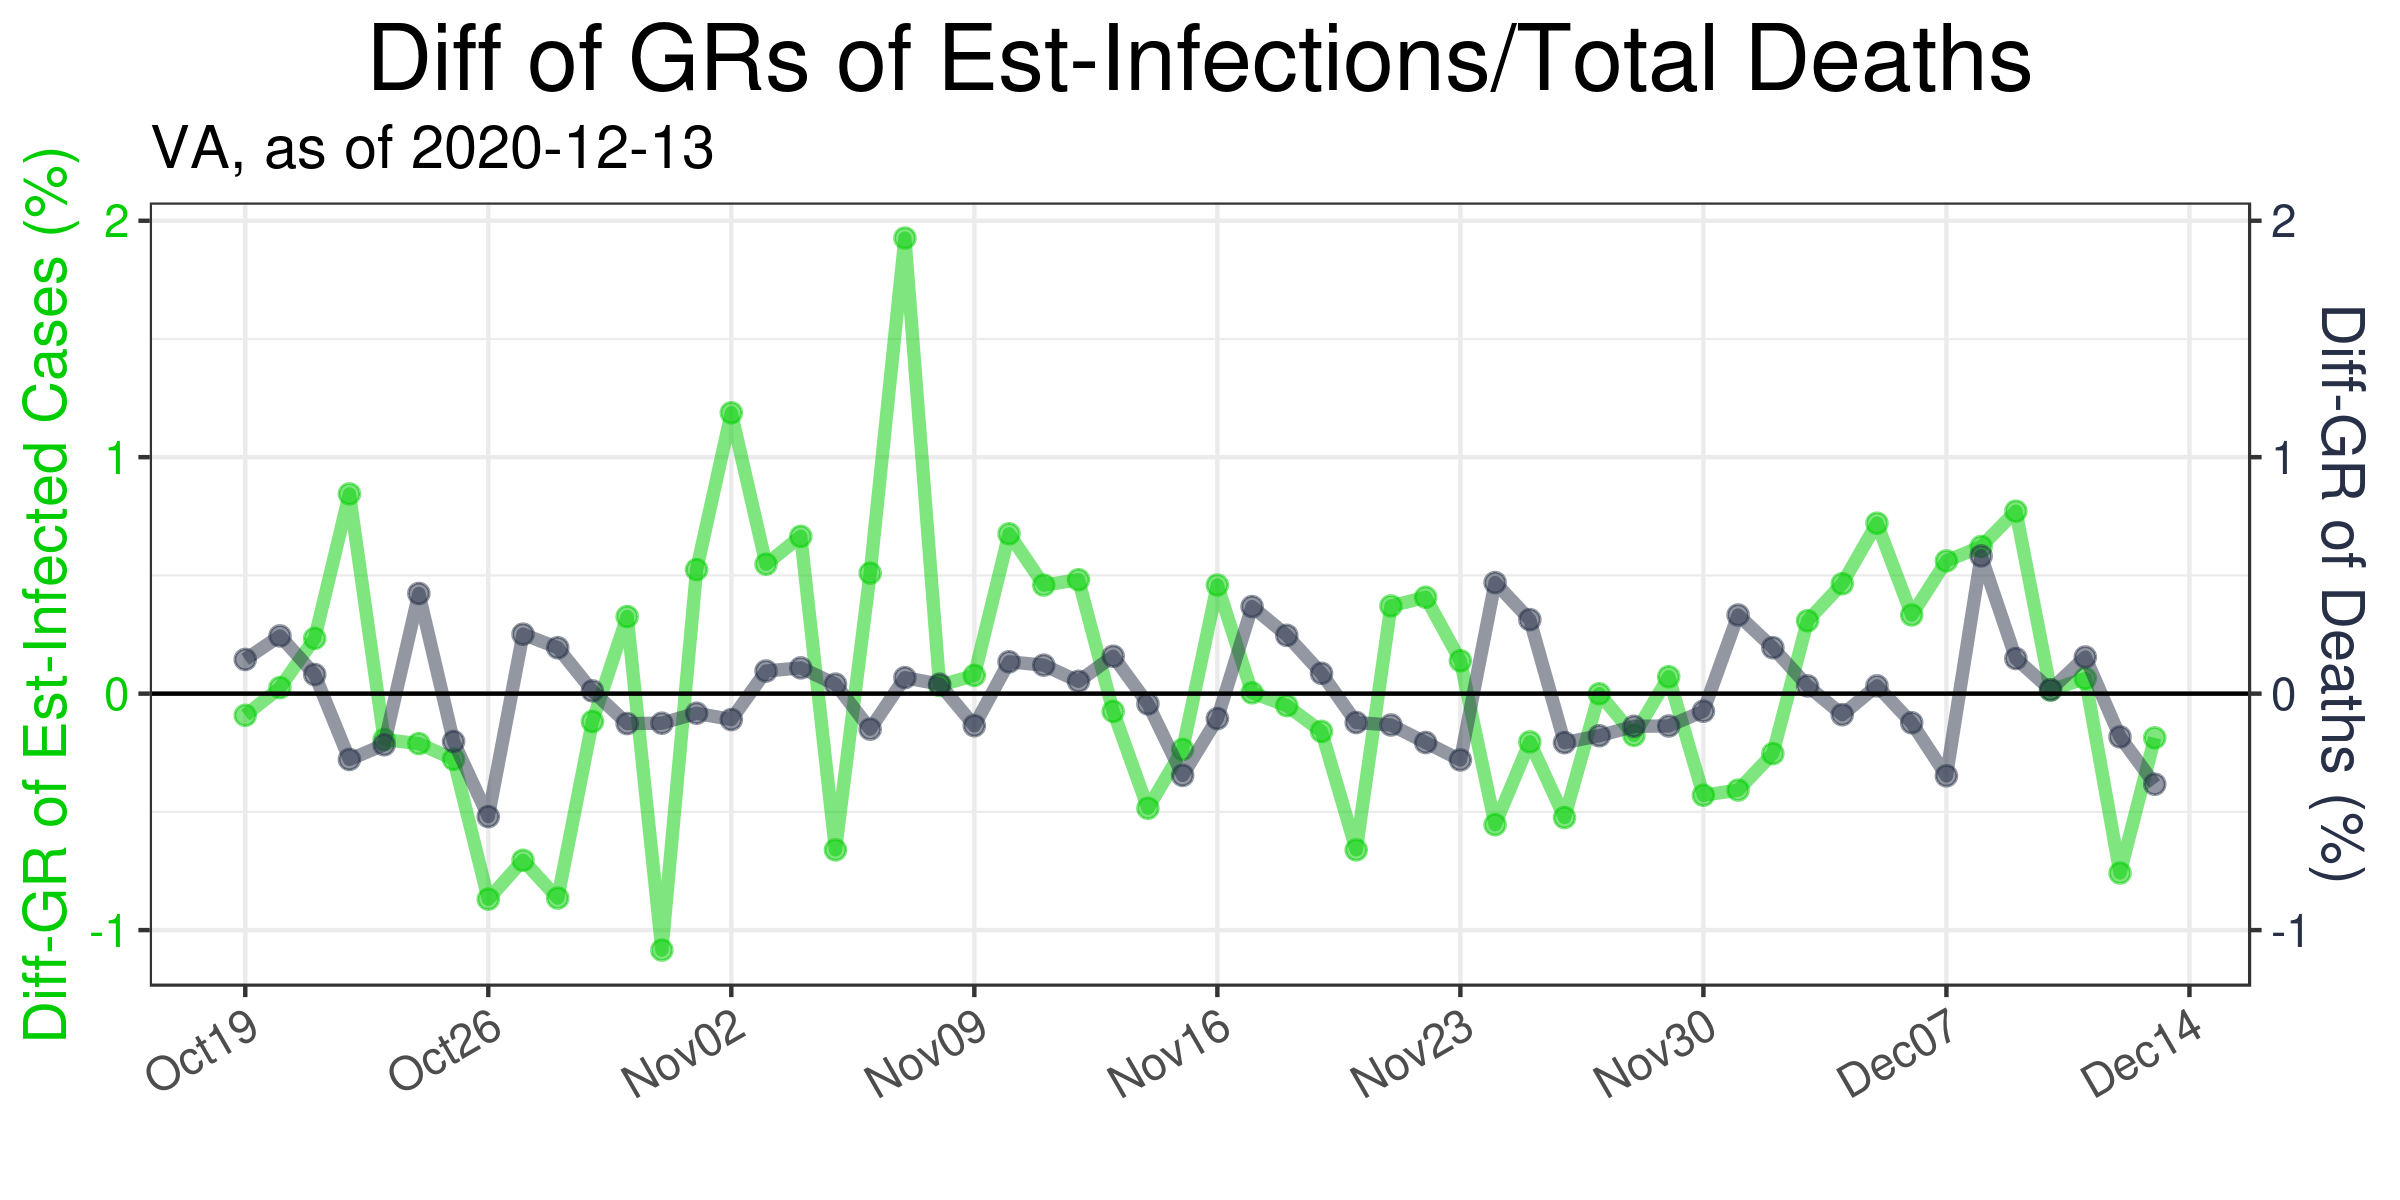 Diff of GRs of Est-Infections/Total Deaths
VA, as of 2020-12-13
Diff-GR of Est-Infected Cases (%)
2
1
0
-1
2
1
0
-1
Diff-GR of Deaths (%)
Oct19
Oct26
Nov02
Nov09
Nov16
Nov23
Nov30
Dec07
Dec14